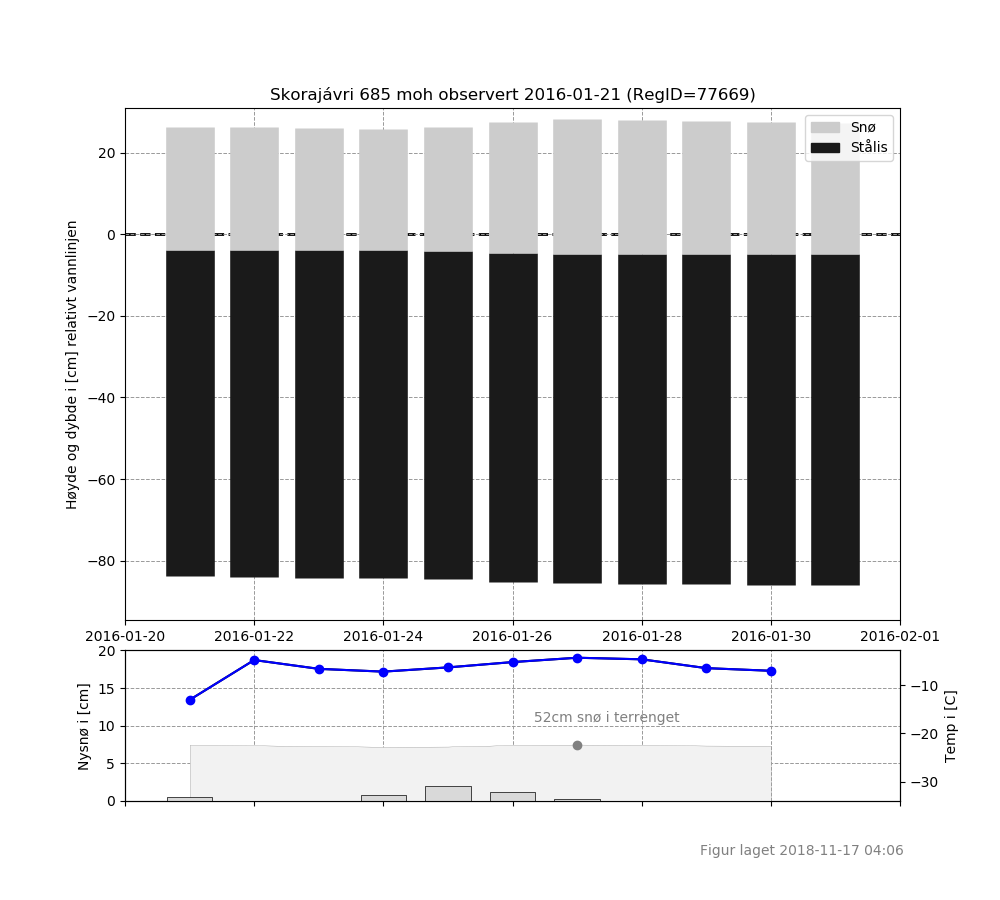 Skorajávri 685 moh observert 2016-01-21 (RegID=77669)
Snø
Stålis
Høyde og dybde i [cm] relativt vannlinjen
20
0
−20
−40
−60
−80
2016-01-20 2016-01-22 2016-01-24 2016-01-26 2016-01-28 2016-01-30 2016-02-01
Nysnø i [cm]
20
15
10
5
0
52cm snø i terrenget
−10
−20
−30
Temp i [C]
Figur laget 2018-11-17 04:06